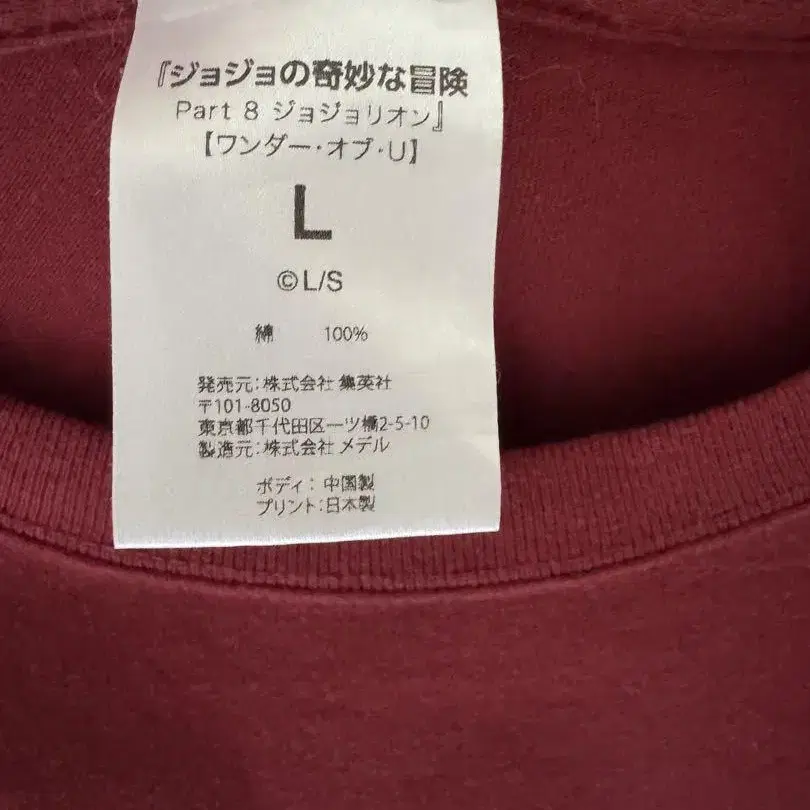 『ジョジョの奇妙な冒険
Part 8 ジョジョリオン』
【ワンダー・オブ・U】
L
©L/S
綿 100%
発売元：株式会社 集英社
〒101-8050
東京都千代田区一ツ橋2-5-10
製造元：株式会社 メデル
ボディ： 中国製
プリント：日本製